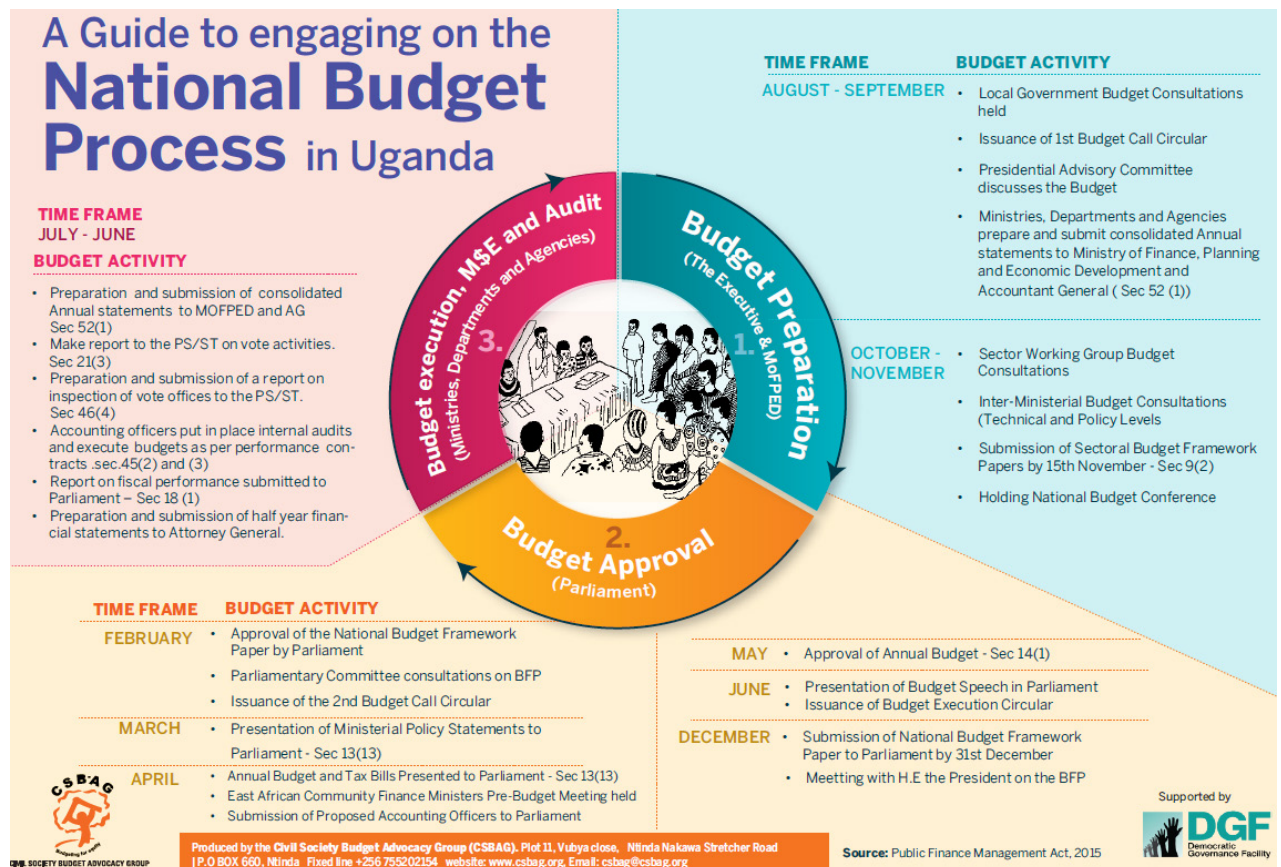 A Guide to engaging on the
National Budget
Process in Uganda
TIME FRAME
JULY - JUNE
BUDGET ACTIVITY
• Preparation and submission of consolidated
Annual statements to MOFPED and AG
Sec 52(1)
• Make report to the PS/ST on vote activities.
Sec 21(3)
• Preparation and submission of a report on
inspection of vote offices to the PS/ST.
Sec 46(4)
• Accounting officers put in place internal audits
and execute budgets as per performance con-
tracts .sec.45(2) and (3)
• Report on fiscal performance submitted to
Parliament – Sec 18 (1)
• Preparation and submission of half year finan-
cial statements to Attorney General.
TIME FRAME BUDGET ACTIVITY
AUGUST - SEPTEMBER
• Local Government Budget Consultations
held
• Issuance of 1st Budget Call Circular
• Presidential Advisory Committee
discusses the Budget
• Ministries, Departments and Agencies
prepare and submit consolidated Annual
statements to Ministry of Finance, Planning
and Economic Development and
Accountant General ( Sec 52 (1))
OCTOBER -
NOVEMBER
• Sector Working Group Budget
Consultations
• Inter-Ministerial Budget Consultations
(Technical and Policy Levels
• Submission of Sectoral Budget Framework
Papers by 15th November - Sec 9(2)
• Holding National Budget Conference
1.
Budget Preparation
(The Executive & MoFPED)
2.
Budget Approval
(Parliament)
3.
Budget execution, M$E and Audit
(Ministries, Departments and Agencies)
TIME FRAME BUDGET ACTIVITY
FEBRUARY
• Approval of the National Budget Framework
Paper by Parliament
• Parliamentary Committee consultations on BFP
• Issuance of the 2nd Budget Call Circular
MARCH
• Presentation of Ministerial Policy Statements to
Parliament - Sec 13(13)
APRIL
• Annual Budget and Tax Bills Presented to Parliament - Sec 13(13)
• East African Community Finance Ministers Pre-Budget Meeting held
• Submission of Proposed Accounting Officers to Parliament
MAY • Approval of Annual Budget - Sec 14(1)
JUNE • Presentation of Budget Speech in Parliament
• Issuance of Budget Execution Circular
DECEMBER • Submission of National Budget Framework
Paper to Parliament by 31st December
• Meetting with H.E the President on the BFP
CSBAG
Budgeting for equity
CIVIL SOCIETY BUDGET ADVOCACY GROUP
Produced by the Civil Society Budget Advocacy Group (CSBAG). Plot 11, Vubya close, Ntinda Nakawa Stretcher Road
| P.O BOX 660, Ntinda Fixed line +256 755202154 website: www.csbag.org, Email: csbag@csbag.org
Source: Public Finance Management Act, 2015
Supported by
DGF
Democratic
Governance Facility